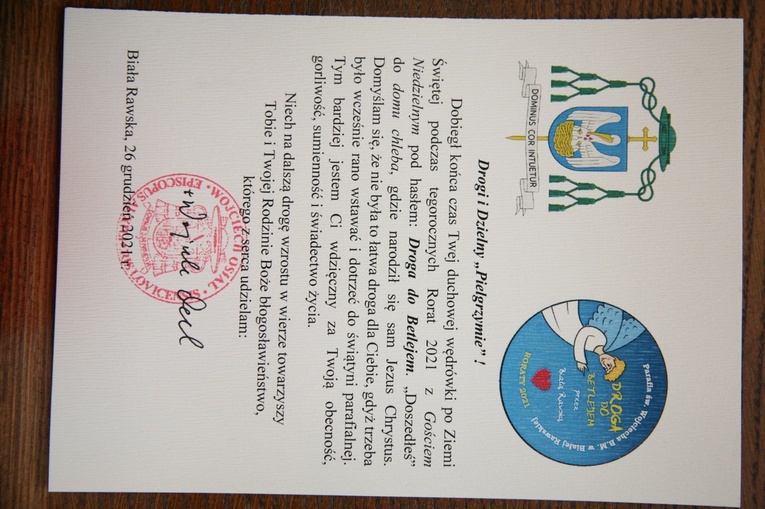 DOMINUS COR INTUETUR
Parafia św. Wojciecha B.M. w Białej Rawskiej
DROGA
DO
BETLEJEM
przez
Białą Rawską
RORATY 2021
Drogi i Dzielny „Pielgrzymie” !
Dobiegł końca czas Twej duchowej wędrówki po Ziemi
Świętej podczas tegorocznych Rorat 2021 z Gościem
Niedzielnym pod hasłem: Droga do Betlejem. „Doszedłeś”
do domu chleba, gdzie narodził się sam Jezus Chrystus.
Domyślam się, że nie była to łatwa droga dla Ciebie, gdyż trzeba
było wcześnie rano wstawać i dotrzeć do świątyni parafialnej.
Tym bardziej jestem Ci wdzięczny za Twoją obecność,
gorliwość, sumienność i świadectwo życia.
Niech na dalszą drogę wzrostu w wierze towarzyszy
Tobie i Twojej Rodzinie Boże błogosławieństwo,
którego z serca udzielam:
WOJCIECH
EPISCOPUS
LOVICENSIS
Biała Rawska, 26 grudzień 2021 r.